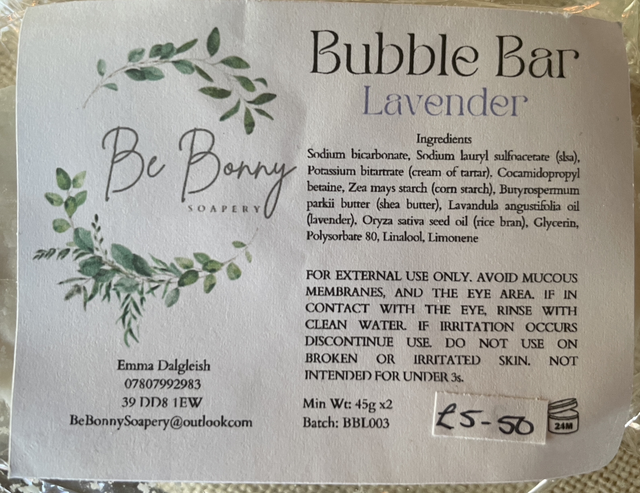 Be Bonny
SOAPERY
Emma Dalgleish
07807992983
39 DD8 1EW
BeBonnySoapery@outlookcom
Bubble Bar
Lavender
Ingredients
Sodium bicarbonate, Sodium lauryl sulfoacetate (slsa),
Potassium bitartrate (cream of tartar), Cocamidopropyl
betaine, Zea mays starch (corn starch), Butyrospermum
parkii butter (shea butter), Lavandula angustifolia oil
(lavender), Oryza sativa seed oil (rice bran), Glycerin,
Polysorbate 80, Linalool, Limonene
FOR EXTERNAL USE ONLY. AVOID MUCOUS
MEMBRANES, AND THE EYE AREA. IF IN
CONTACT WITH THE EYE, RINSE WITH
CLEAN WATER. IF IRRITATION OCCURS
DISCONTINUE USE. DO NOT USE ON
BROKEN OR IRRITATED SKIN. NOT
INTENDED FOR UNDER 3s.
Min Wt: 45g x2
Batch: BBL003
£5-50
24M